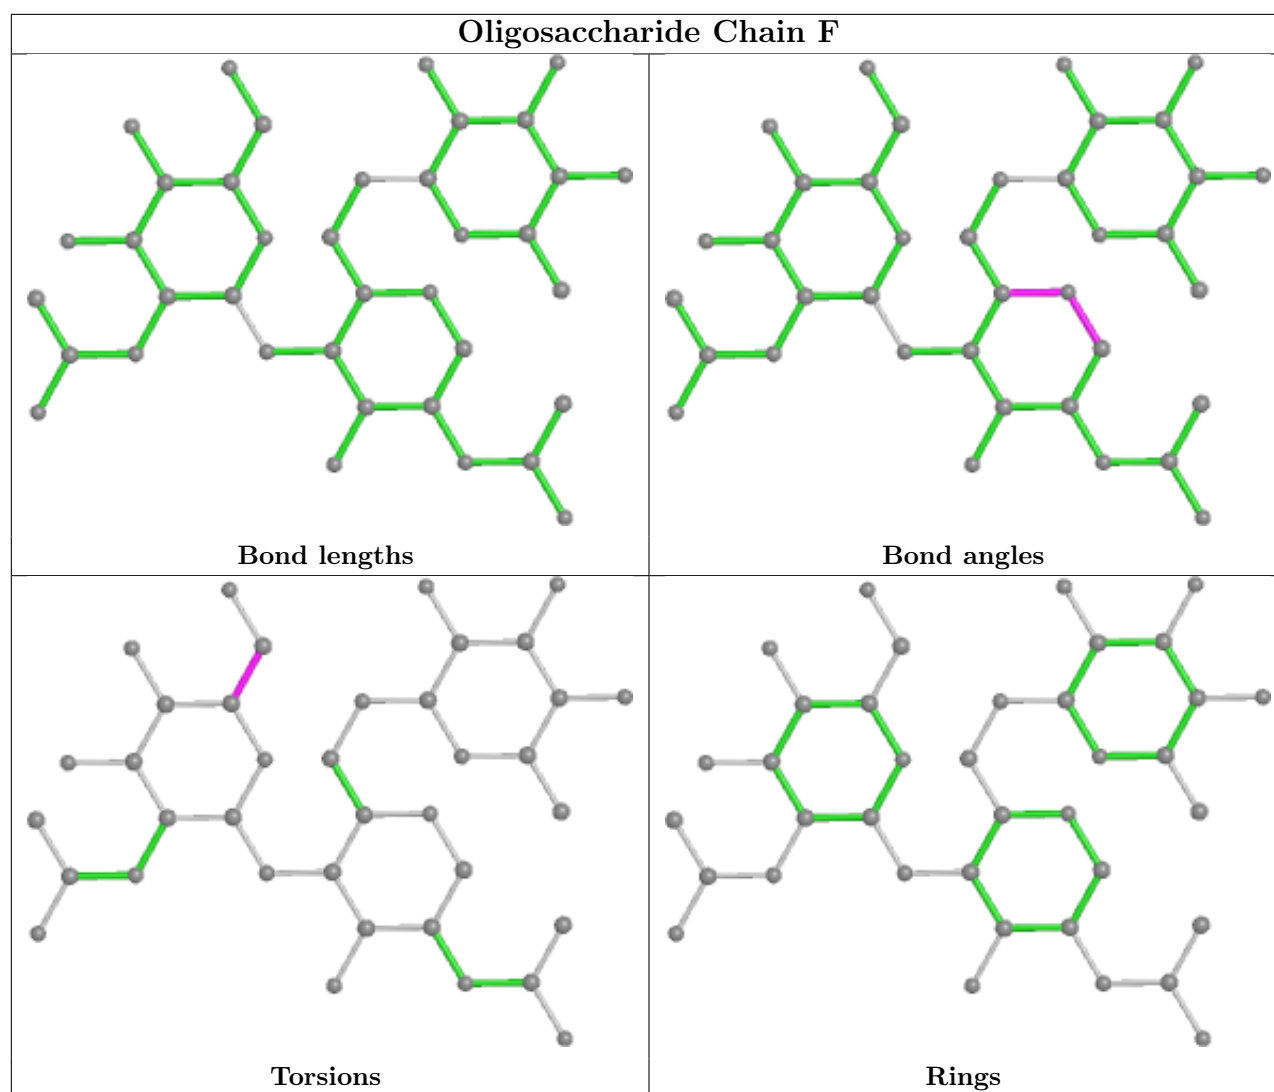 Oligosaccharide Chain F
Bond lengths
Bond angles
Torsions
Rings